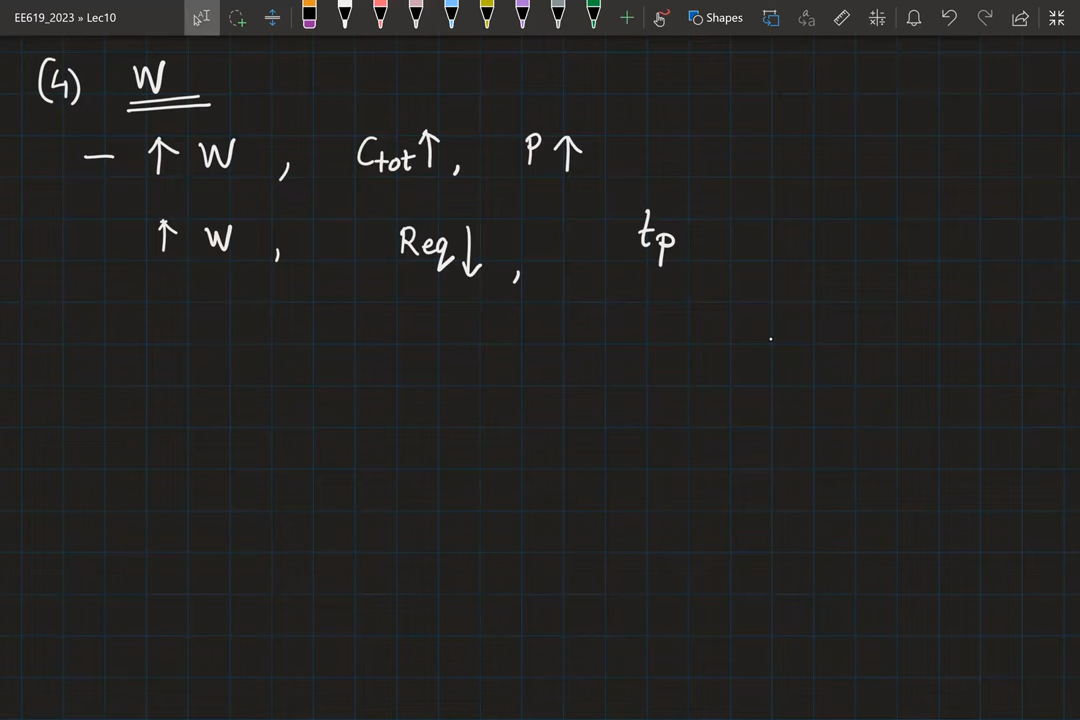 EE619_2023 » Lec10 Shapes
(4) W
- ↑ W , Ctot ↑ , P ↑
↑ W , Req ↓ , tp